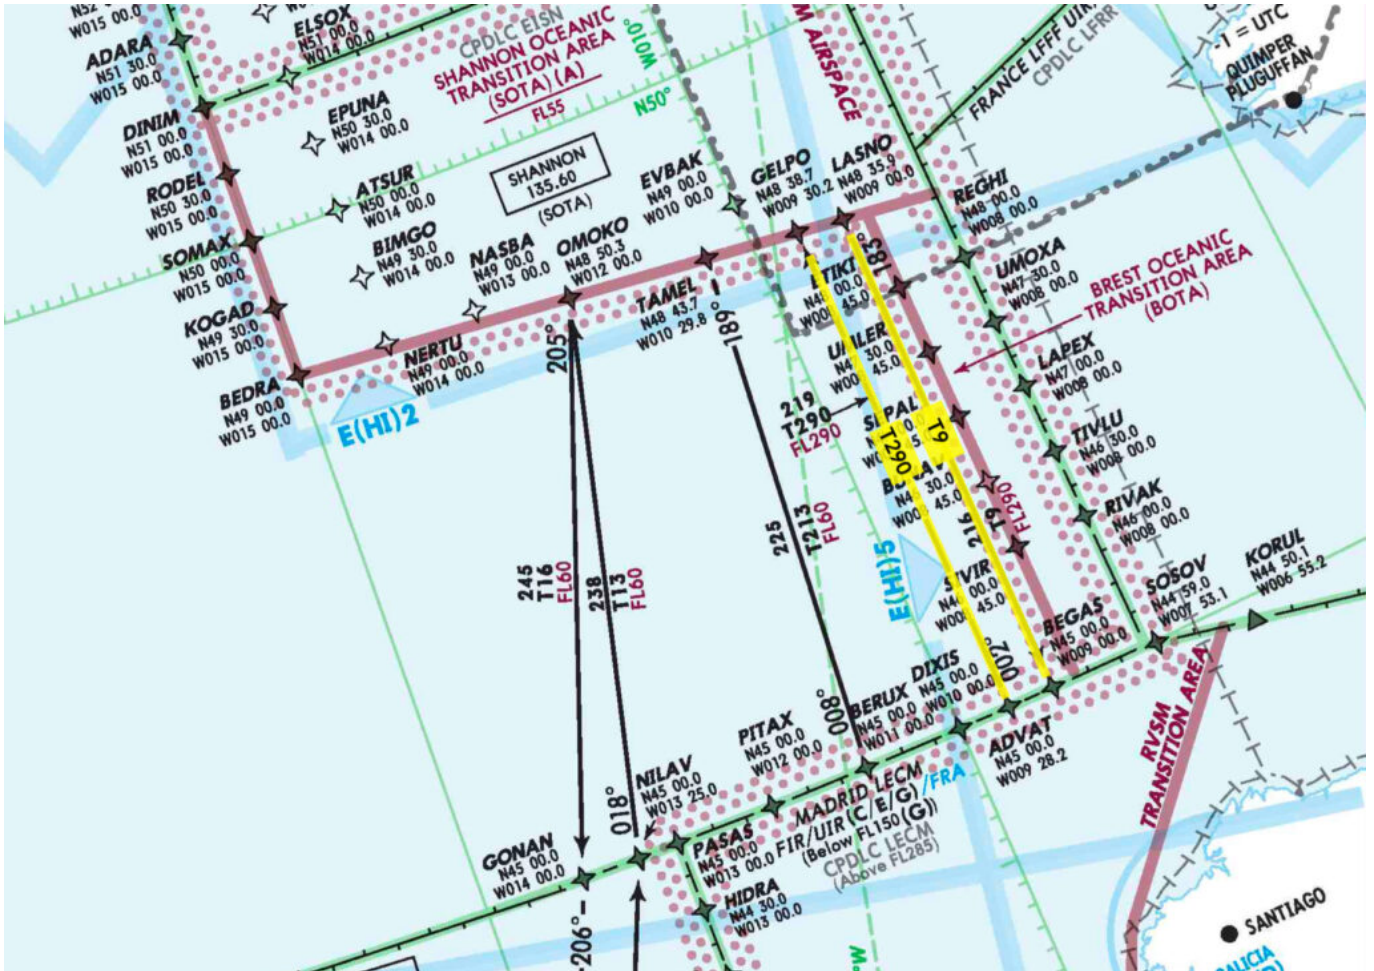 W015 00.0
ADARA
N51 30.0
W015 00.0
ELSOX
N51 00.0
W014 00.0
CPDLC EISN
SHANNON OCEANIC
TRANSITION AREA
(SOTA) (A)
FL55
W010°
N50°
M AIRSPACE
FRANCE LFFF UIR
CPDLC LFRR
-1 = UTC
QUIMPER
PLUGUFFAN
DINIM
N51 00.0
W015 00.0
EPUNA
N50 30.0
W014 00.0
RODEL
N50 30.0
W015 00.0
ATSUR
N50 00.0
W014 00.0
SHANNON
135.60
(SOTA)
EVBAK
N49 00.0
W010 00.0
GELPO
N48 38.7
W009 30.2
LASNO
N48 35.9
W009 00.0
REGHI
N48 00.0
W008 00.0
SOMAX
N50 00.0
W015 00.0
BIMGO
N49 30.0
W014 00.0
NASBA
N49 00.0
W013 00.0
OMOKO
N48 50.3
W012 00.0
TAMEL
N48 43.7
W010 29.8
189°
183°
UMOXA
N47 30.0
W008 00.0
BREST OCEANIC
TRANSITION AREA
(BOTA)
KOGAD
N49 30.0
W015 00.0
NERTU
N49 00.0
W014 00.0
205°
LAPEX
N47 00.0
W008 00.0
BEDRA
N49 00.0
W015 00.0
E(HI)2
219
T290
FL290
T290
T9
TIVLU
N46 30.0
W008 00.0
RIVAK
N46 00.0
W008 00.0
225
T213
FL60
216
T9
FL290
E(HI)5
245
T16
FL60
238
T13
FL60
SOSOV
N44 59.0
W007 53.1
KORUL
N44 50.1
W006 55.2
BEGAS
N45 00.0
W009 00.0
002°
DIXIS
N45 00.0
W010 00.0
BERUX
N45 00.0
W011 00.0
008°
PITAX
N45 00.0
W012 00.0
ADVAT
N45 00.0
W009 28.2
RVSM
TRANSITION AREA
NILAV
N45 00.0
W013 25.0
018°
MADRID LECM
FIR/UIR (C/E/G) /FRA
(Below FL150 (G))
CPDLC LECM
(Above FL285)
GONAN
N45 00.0
W014 00.0
PASAS
N45 00.0
W013 00.0
HIDRA
N44 30.0
W013 00.0
206°
SANTIAGO